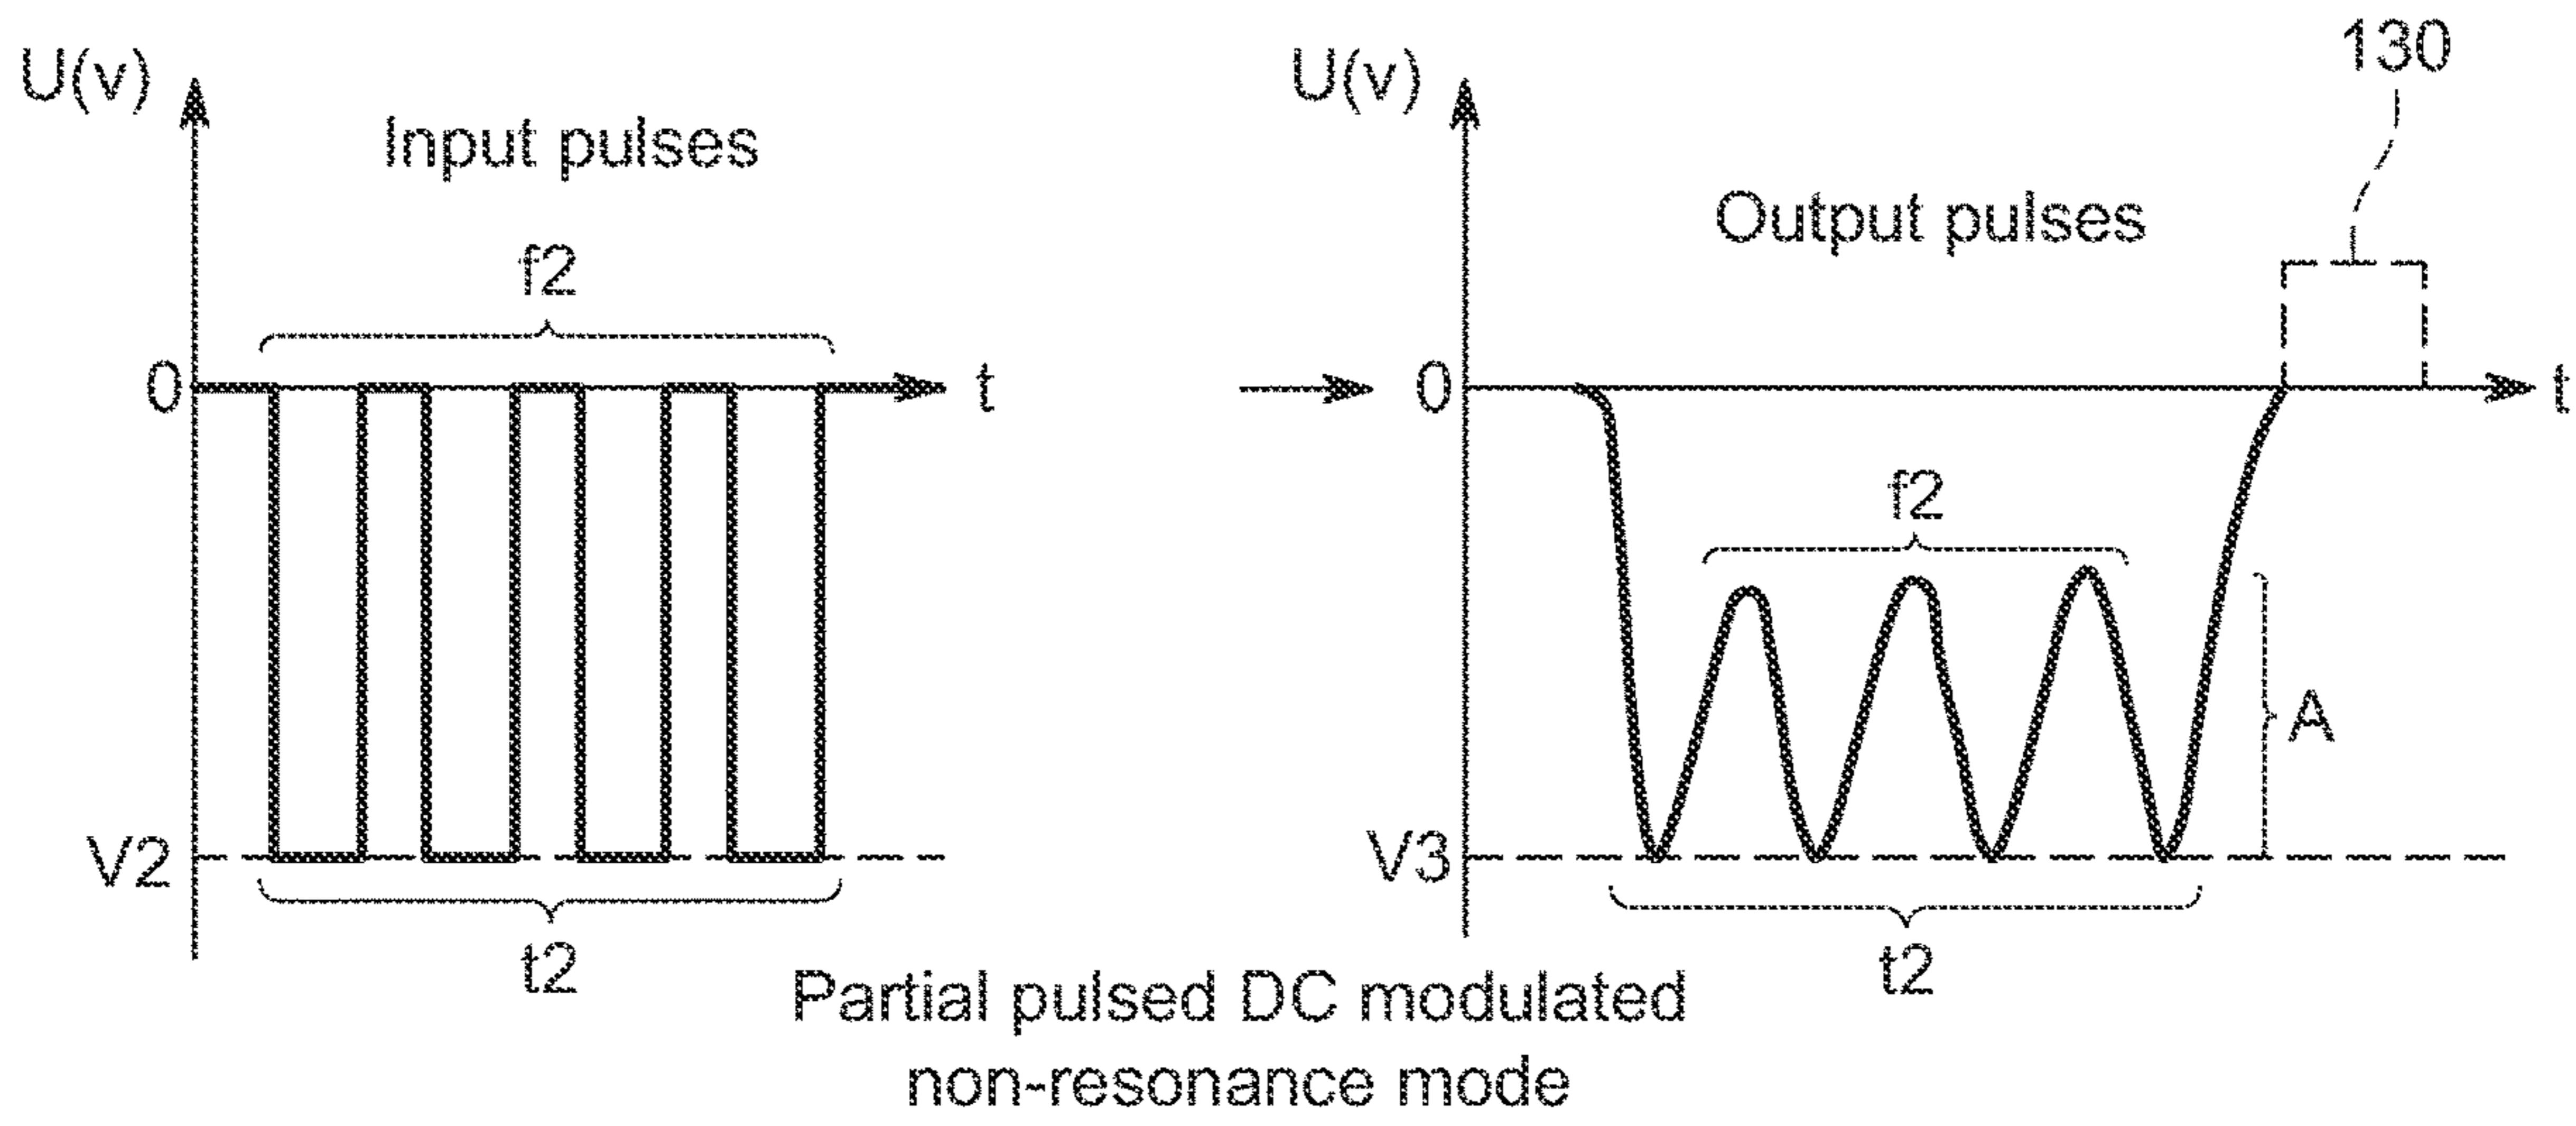 U(v)
Input pulses
f2
0
t
V2
t2
U(v)
130
Output pulses
0
t
f2
A
V3
t2
Partial pulsed DC modulated
non-resonance mode